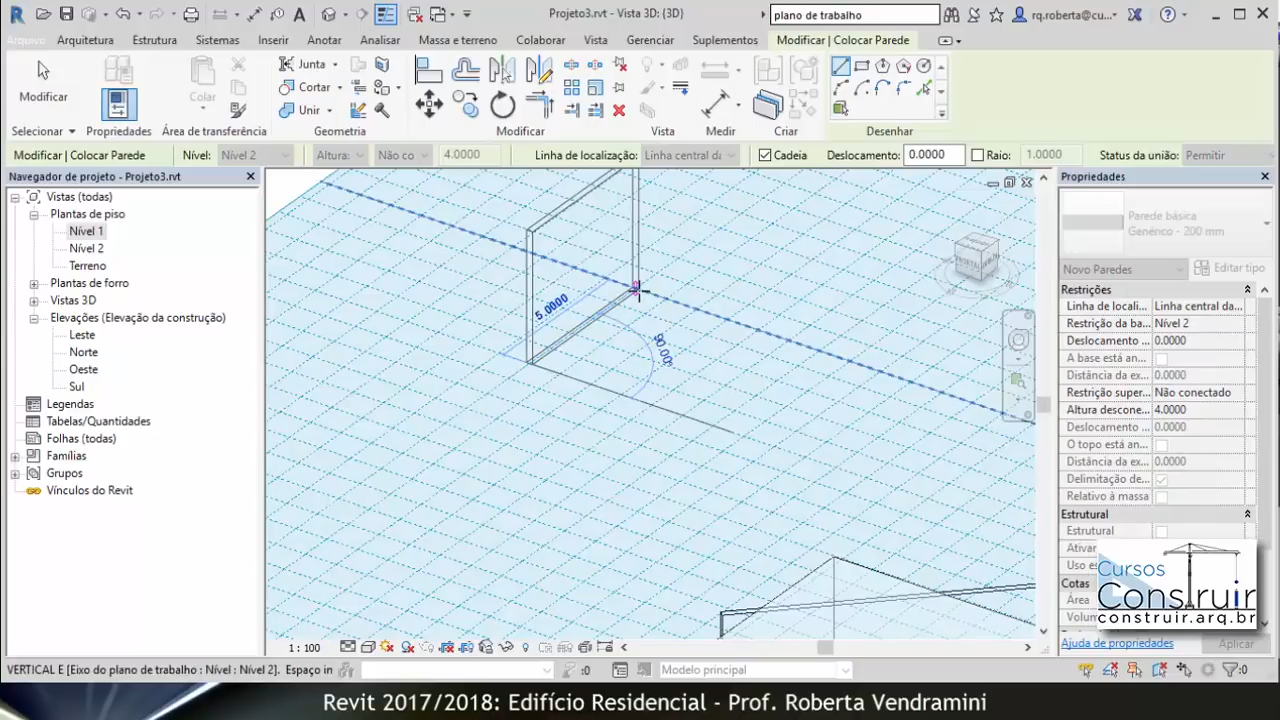 Projeto3.rvt - Vista 3D: {3D}
plano de trabalho
rq.roberta@cu...
Arquivo
Arquitetura
Estrutura
Sistemas
Inserir
Anotar
Analisar
Massa e terreno
Colaborar
Vista
Gerenciar
Suplementos
Modificar | Colocar Parede
Modificar
Colar
Junta
Cortar
Unir
Selecionar
Propriedades
Área de transferência
Geometria
Modificar
Vista
Medir
Criar
Desenhar
Modificar | Colocar Parede
Nível:
Nível 2
Altura:
Não co
4.0000
Linha de localização:
Linha central da
Cadeia
Deslocamento:
0.0000
Raio:
1.0000
Status da união:
Permitir
Navegador de projeto - Projeto3.rvt
Vistas (todas)
Plantas de piso
Nível 1
Nível 2
Terreno
Plantas de forro
Vistas 3D
Elevações (Elevação da construção)
Leste
Norte
Oeste
Sul
Legendas
Tabelas/Quantidades
Folhas (todas)
Famílias
Grupos
Vínculos do Revit
5.0000
90.00°
Propriedades
Parede básica
Genérico - 200 mm
Novo Paredes
Editar tipo
Restrições
Linha de locali...
Linha central da...
Restrição da ba...
Nível 2
Deslocamento ...
0.0000
A base está an...
Distância da ex...
0.0000
Restrição super...
Não conectado
Altura descone...
4.0000
Deslocamento ...
0.0000
O topo está an...
Distância da ex...
0.0000
Delimitação de...
Relativo à massa
Estrutural
Estrutural
Ativar
Uso es
Cotas
Área
Volum
Cursos
Construir
construir.arq.br
Ajuda de propriedades
Aplicar
1 : 100
VERTICAL E [Eixo do plano de trabalho : Nível : Nível 2]. Espaço in
:0
Modelo principal
:0
Revit 2017/2018: Edifício Residencial - Prof. Roberta Vendramini